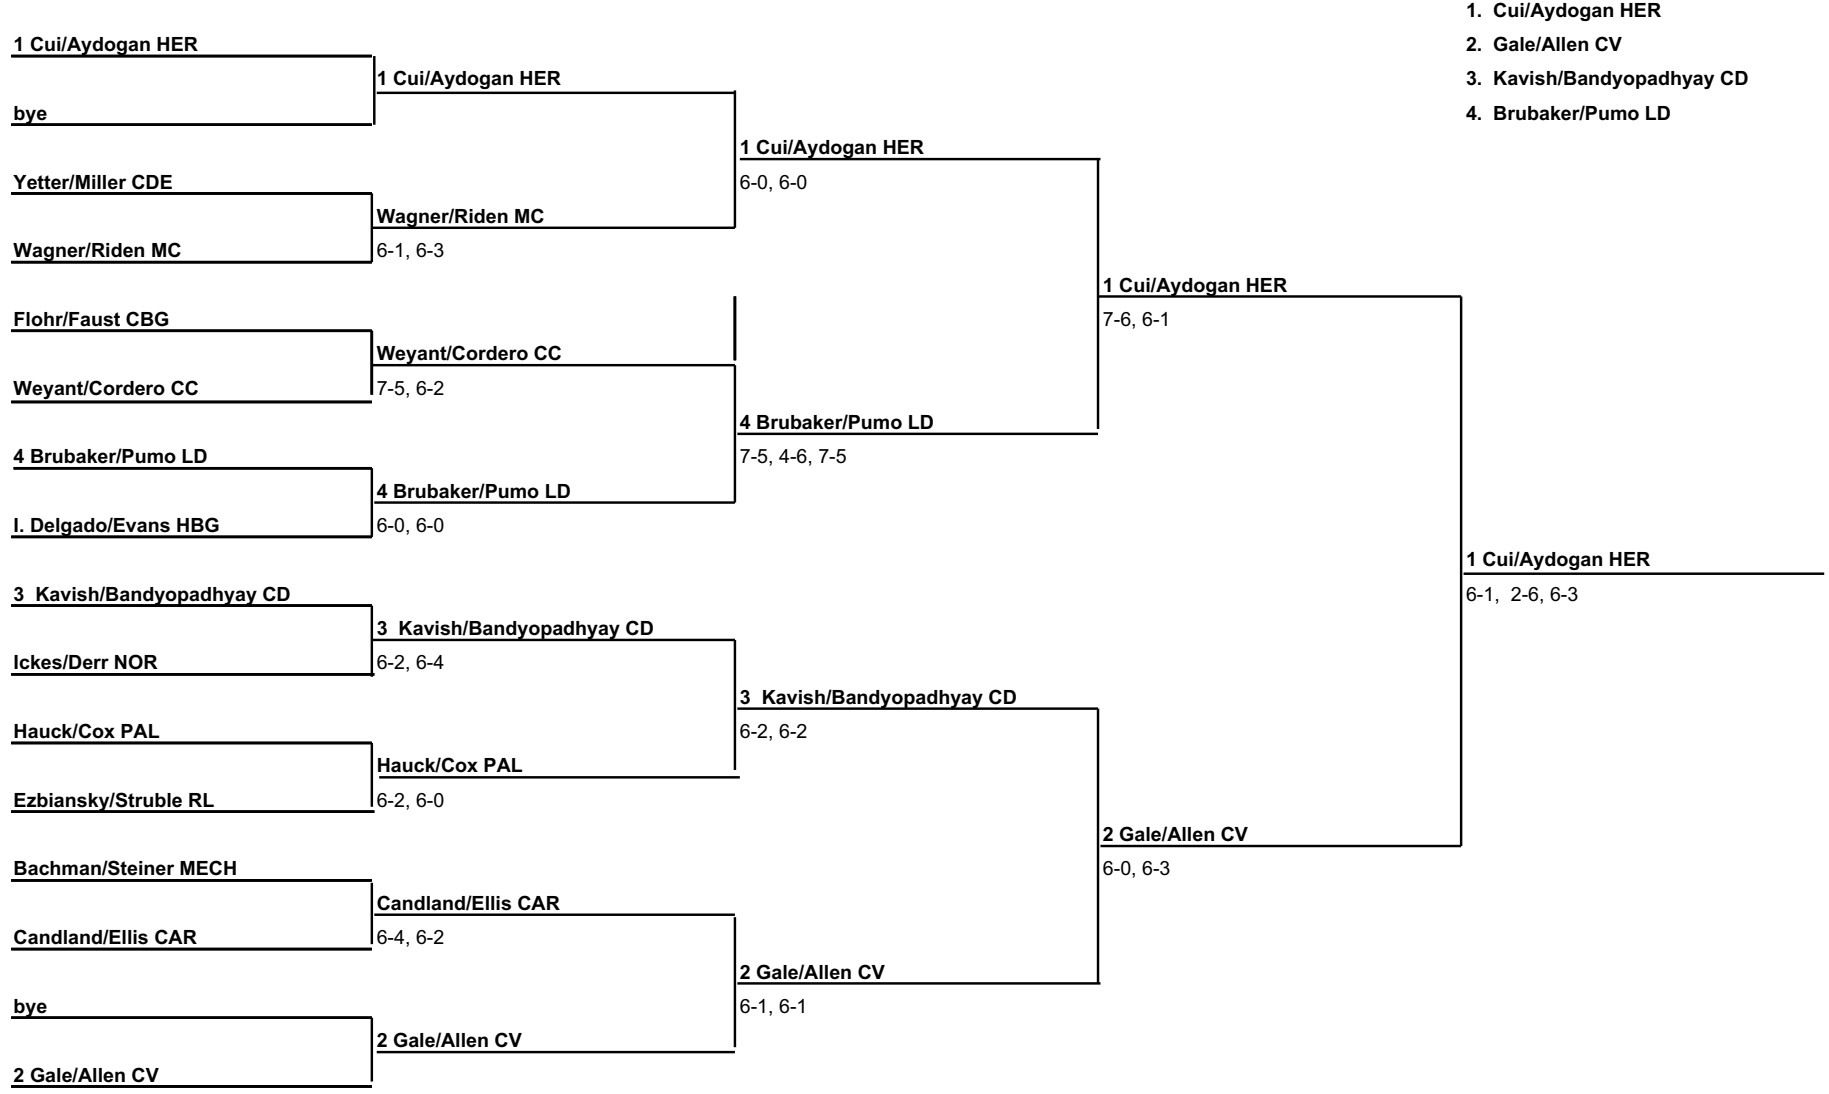 1. Cui/Aydogan HER
2. Gale/Allen CV
3. Kavish/Bandyopadhyay CD
4. Brubaker/Pumo LD
1 Cui/Aydogan HER
bye
Yetter/Miller CDE
Wagner/Riden MC
Flohr/Faust CBG
Weyant/Cordero CC
4 Brubaker/Pumo LD
I. Delgado/Evans HBG
3 Kavish/Bandyopadhyay CD
Ickes/Derr NOR
Hauck/Cox PAL
Ezbiansky/Struble RL
Bachman/Steiner MECH
Candland/Ellis CAR
bye
2 Gale/Allen CV
1 Cui/Aydogan HER
Wagner/Riden MC
6-1, 6-3
Weyant/Cordero CC
7-5, 6-2
4 Brubaker/Pumo LD
6-0, 6-0
3 Kavish/Bandyopadhyay CD
6-2, 6-4
Hauck/Cox PAL
6-2, 6-0
Candland/Ellis CAR
6-4, 6-2
2 Gale/Allen CV
1 Cui/Aydogan HER
6-0, 6-0
4 Brubaker/Pumo LD
7-5, 4-6, 7-5
3 Kavish/Bandyopadhyay CD
6-2, 6-2
2 Gale/Allen CV
6-1, 6-1
1 Cui/Aydogan HER
7-6, 6-1
2 Gale/Allen CV
6-0, 6-3
1 Cui/Aydogan HER
6-1, 2-6, 6-3